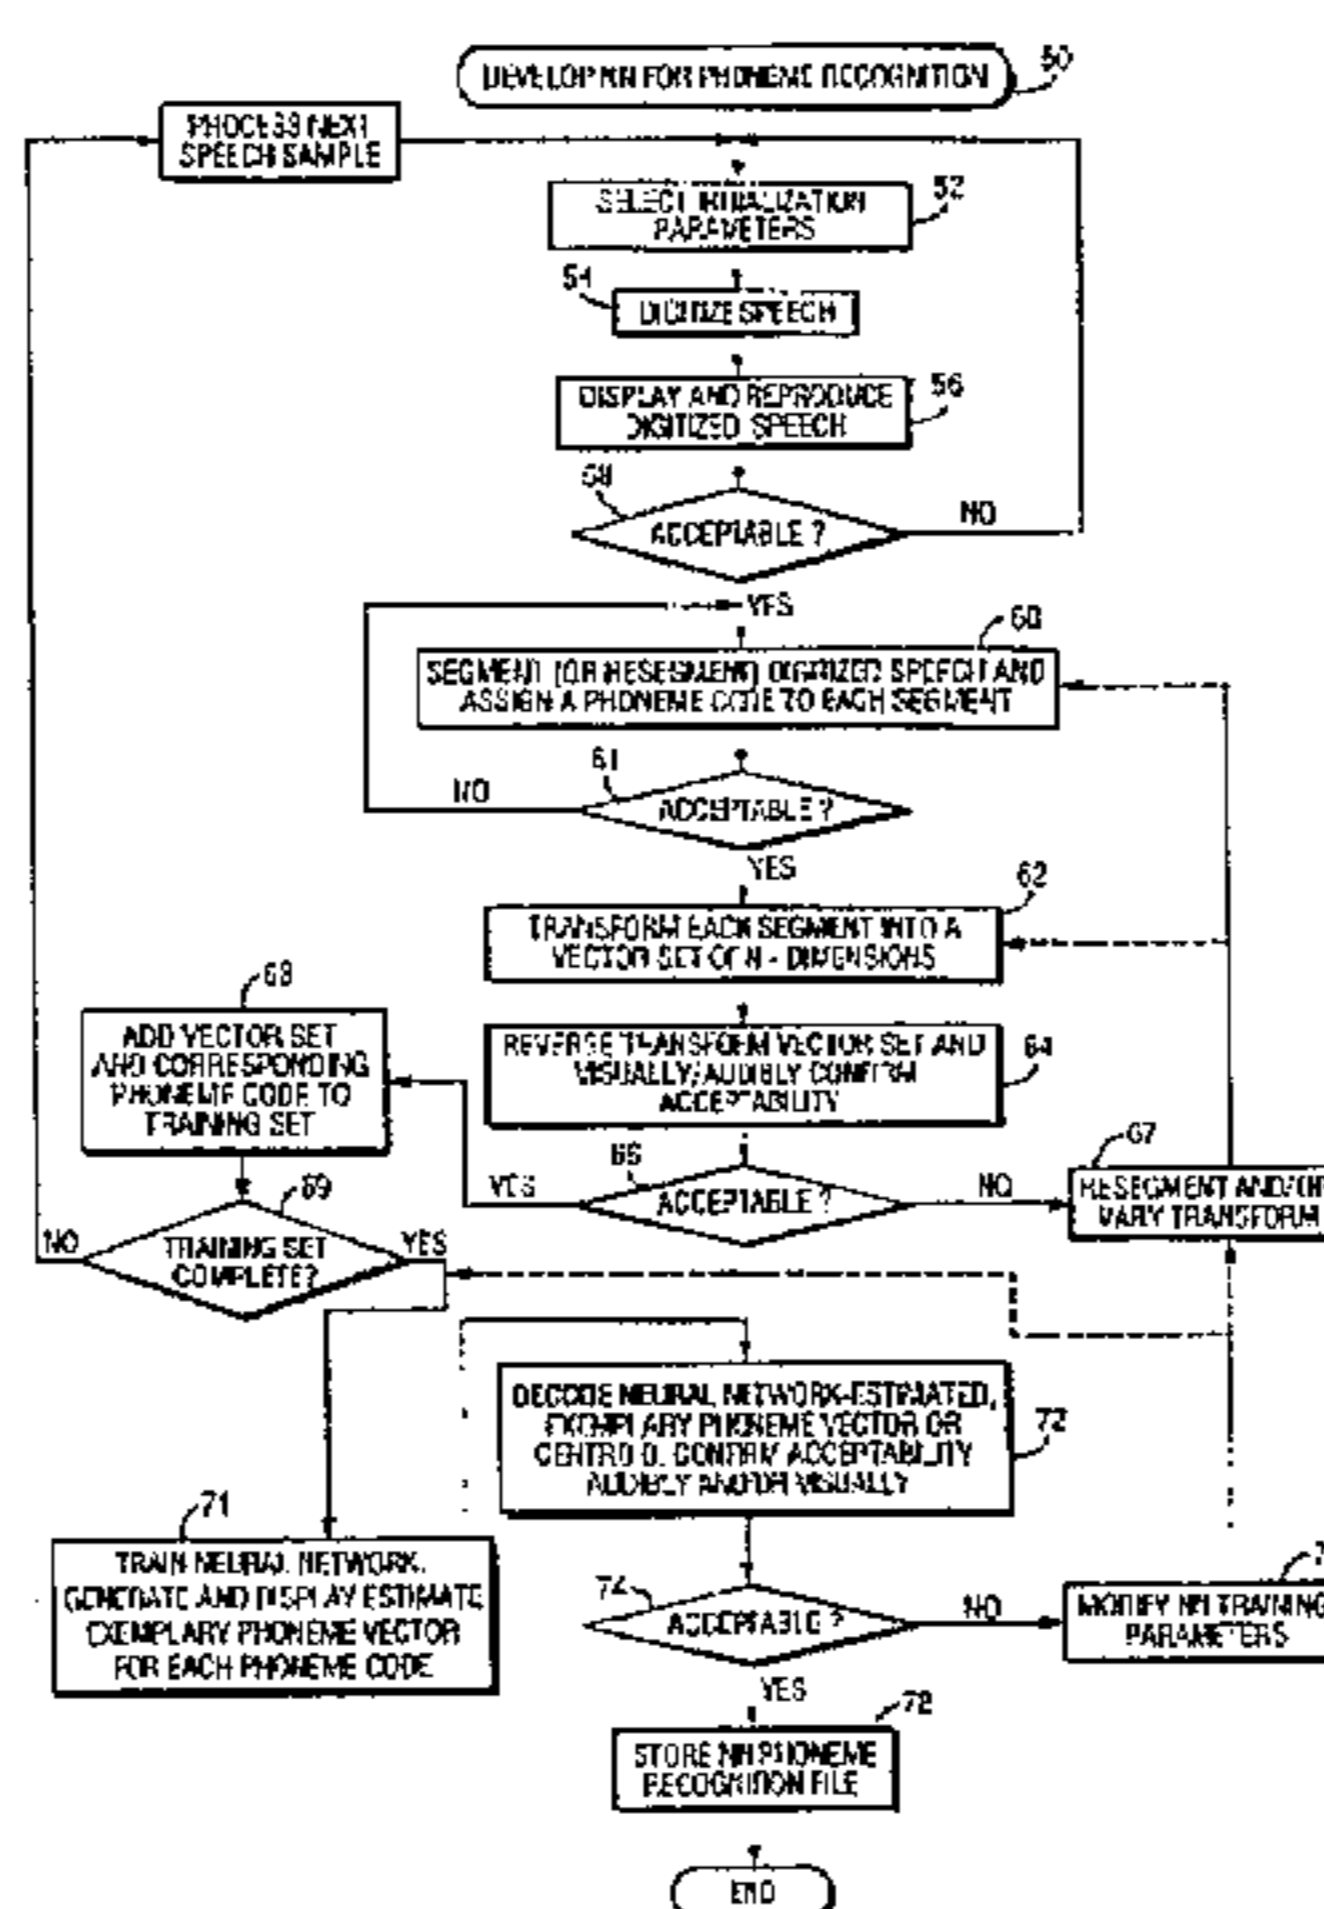 DEVELOP NN FOR PHONEME RECOGNITION
50
PROCESS NEXT
SPEECH SAMPLE
SELECT INITIALIZATION
PARAMETERS
52
54
DIGITIZE SPEECH
DISPLAY AND REPRODUCE
DIGITIZED SPEECH
56
58
ACCEPTABLE ?
NO
YES
60
SEGMENT (OR RESEGMENT) DIGITIZED SPEECH AND
ASSIGN A PHONEME CODE TO EACH SEGMENT
61
NO
ACCEPTABLE ?
YES
62
TRANSFORM EACH SEGMENT INTO A
VECTOR SET OF N - DIMENSIONS
68
ADD VECTOR SET
AND CORRESPONDING
PHONEME CODE TO
TRAINING SET
REVERSE TRANSFORM VECTOR SET AND
VISUALLY/AUDIBLY CONFIRM
ACCEPTABILITY
64
66
YES
ACCEPTABLE ?
NO
67
RESEGMENT AND/OR
VARY TRANSFORM
69
NO
TRAINING SET
COMPLETE?
YES
DECODE NEURAL NETWORK-ESTIMATED,
EXEMPLARY PHONEME VECTOR OR
CENTROID. CONFIRM ACCEPTABILITY
AUDIBLY AND/OR VISUALLY
72
71
TRAIN NEURAL NETWORK.
GENERATE AND DISPLAY ESTIMATE
EXEMPLARY PHONEME VECTOR
FOR EACH PHONEME CODE
74
ACCEPTABLE ?
NO
MODIFY NN TRAINING
PARAMETERS
YES
78
STORE NN PHONEME
RECOGNITION FILE
END